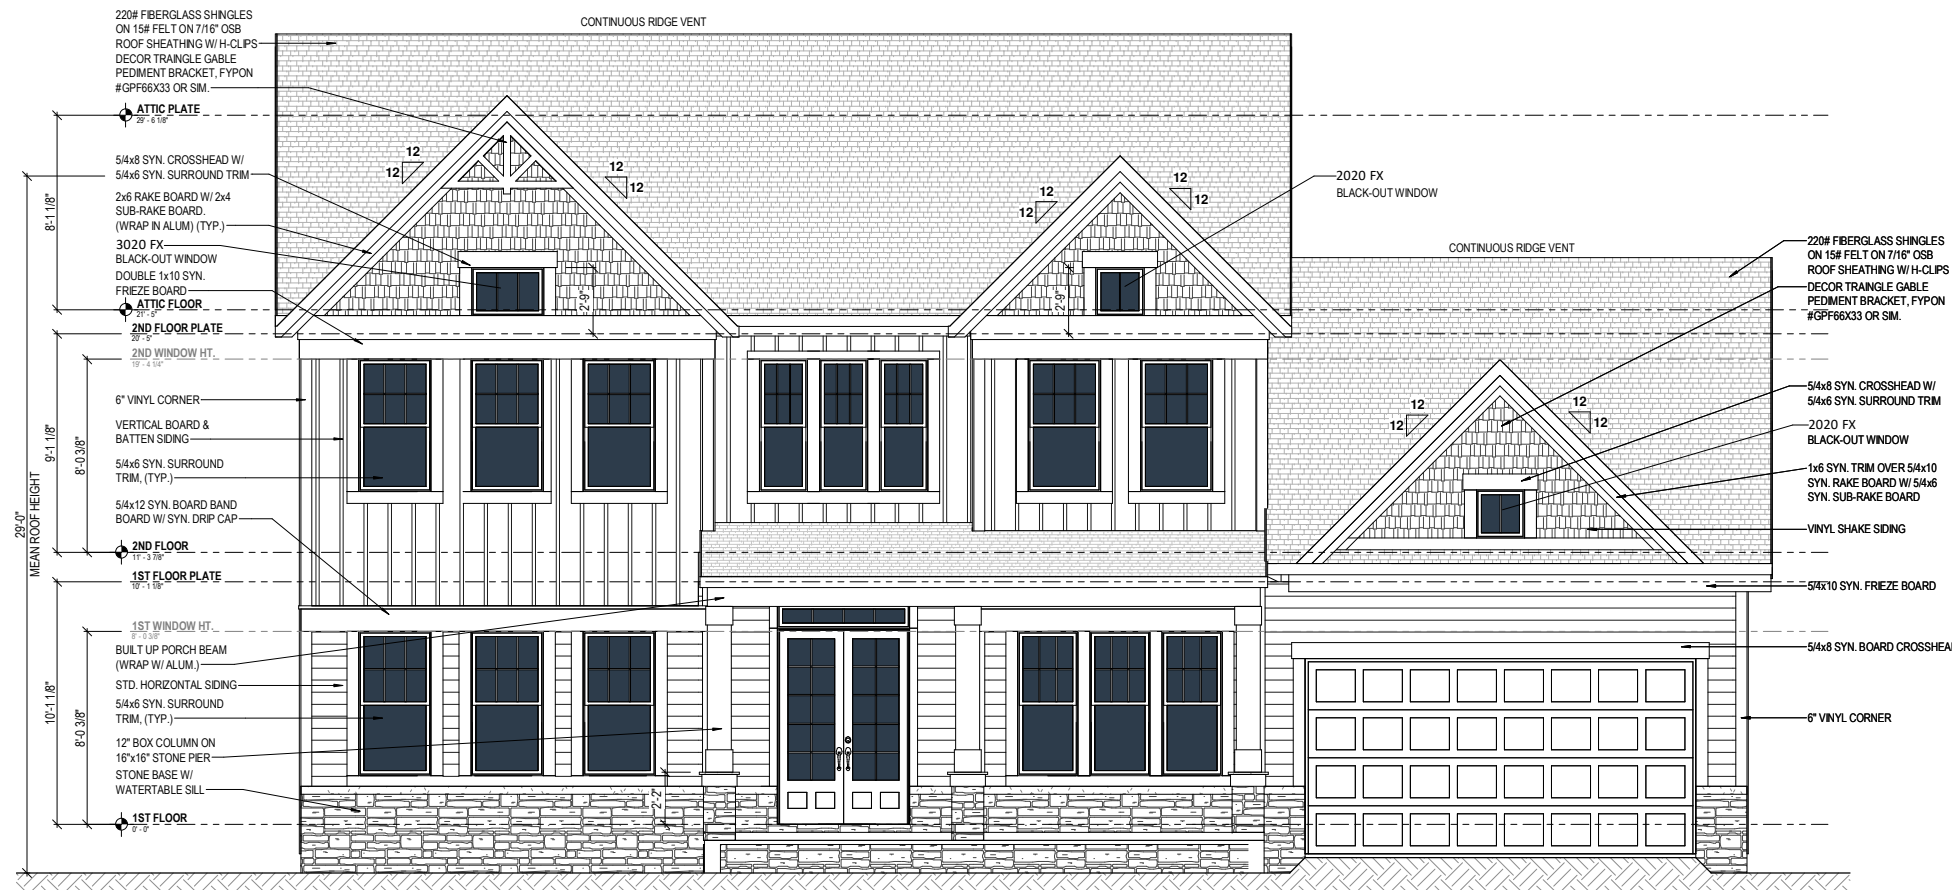 220# FIBERGLASS SHINGLES
ON 15# FELT ON 7/16" OSB
ROOF SHEATHING W/ H-CLIPS
DECOR TRAINGLE GABLE
PEDIMENT BRACKET, FYPON
#GPF66X33 OR SIM.
CONTINUOUS RIDGE VENT
ATTIC PLATE
29' - 6 1/8"
5/4x8 SYN. CROSSHEAD W/
5/4x6 SYN. SURROUND TRIM
2x6 RAKE BOARD W/ 2x4
SUB-RAKE BOARD.
(WRAP IN ALUM) (TYP.)
3020 FX
BLACK-OUT WINDOW
DOUBLE 1x10 SYN.
FRIEZE BOARD
ATTIC FLOOR
21' - 5"
2ND FLOOR PLATE
20' - 5"
2ND WINDOW HT.
19' - 4 1/4"
6" VINYL CORNER
VERTICAL BOARD &
BATTEN SIDING
5/4x6 SYN. SURROUND
TRIM, (TYP.)
5/4x12 SYN. BOARD BAND
BOARD W/ SYN. DRIP CAP
2ND FLOOR
11' - 3 7/8"
1ST FLOOR PLATE
10' - 1 1/8"
1ST WINDOW HT.
8' - 0 3/8"
BUILT UP PORCH BEAM
(WRAP W/ ALUM.)
STD. HORIZONTAL SIDING
5/4x6 SYN. SURROUND
TRIM, (TYP.)
12" BOX COLUMN ON
16"x16" STONE PIER
STONE BASE W/
WATERTABLE SILL
1ST FLOOR
0' - 0"
29'-0"
MEAN ROOF HEIGHT
8'-1 1/8"
9'-1 1/8"
8'-0 3/8"
10'-1 1/8"
8'-0 3/8"
12
12
12
12
2'-9"
12
12
12
12
2'-9"
2'-2"
2020 FX
BLACK-OUT WINDOW
CONTINUOUS RIDGE VENT
12
12
12
12
220# FIBERGLASS SHINGLES
ON 15# FELT ON 7/16" OSB
ROOF SHEATHING W/ H-CLIPS
DECOR TRAINGLE GABLE
PEDIMENT BRACKET, FYPON
#GPF66X33 OR SIM.
5/4x8 SYN. CROSSHEAD W/
5/4x6 SYN. SURROUND TRIM
2020 FX
BLACK-OUT WINDOW
1x6 SYN. TRIM OVER 5/4x10
SYN. RAKE BOARD W/ 5/4x6
SYN. SUB-RAKE BOARD
VINYL SHAKE SIDING
5/4x10 SYN. FRIEZE BOARD
5/4x8 SYN. BOARD CROSSHEAD
6" VINYL CORNER